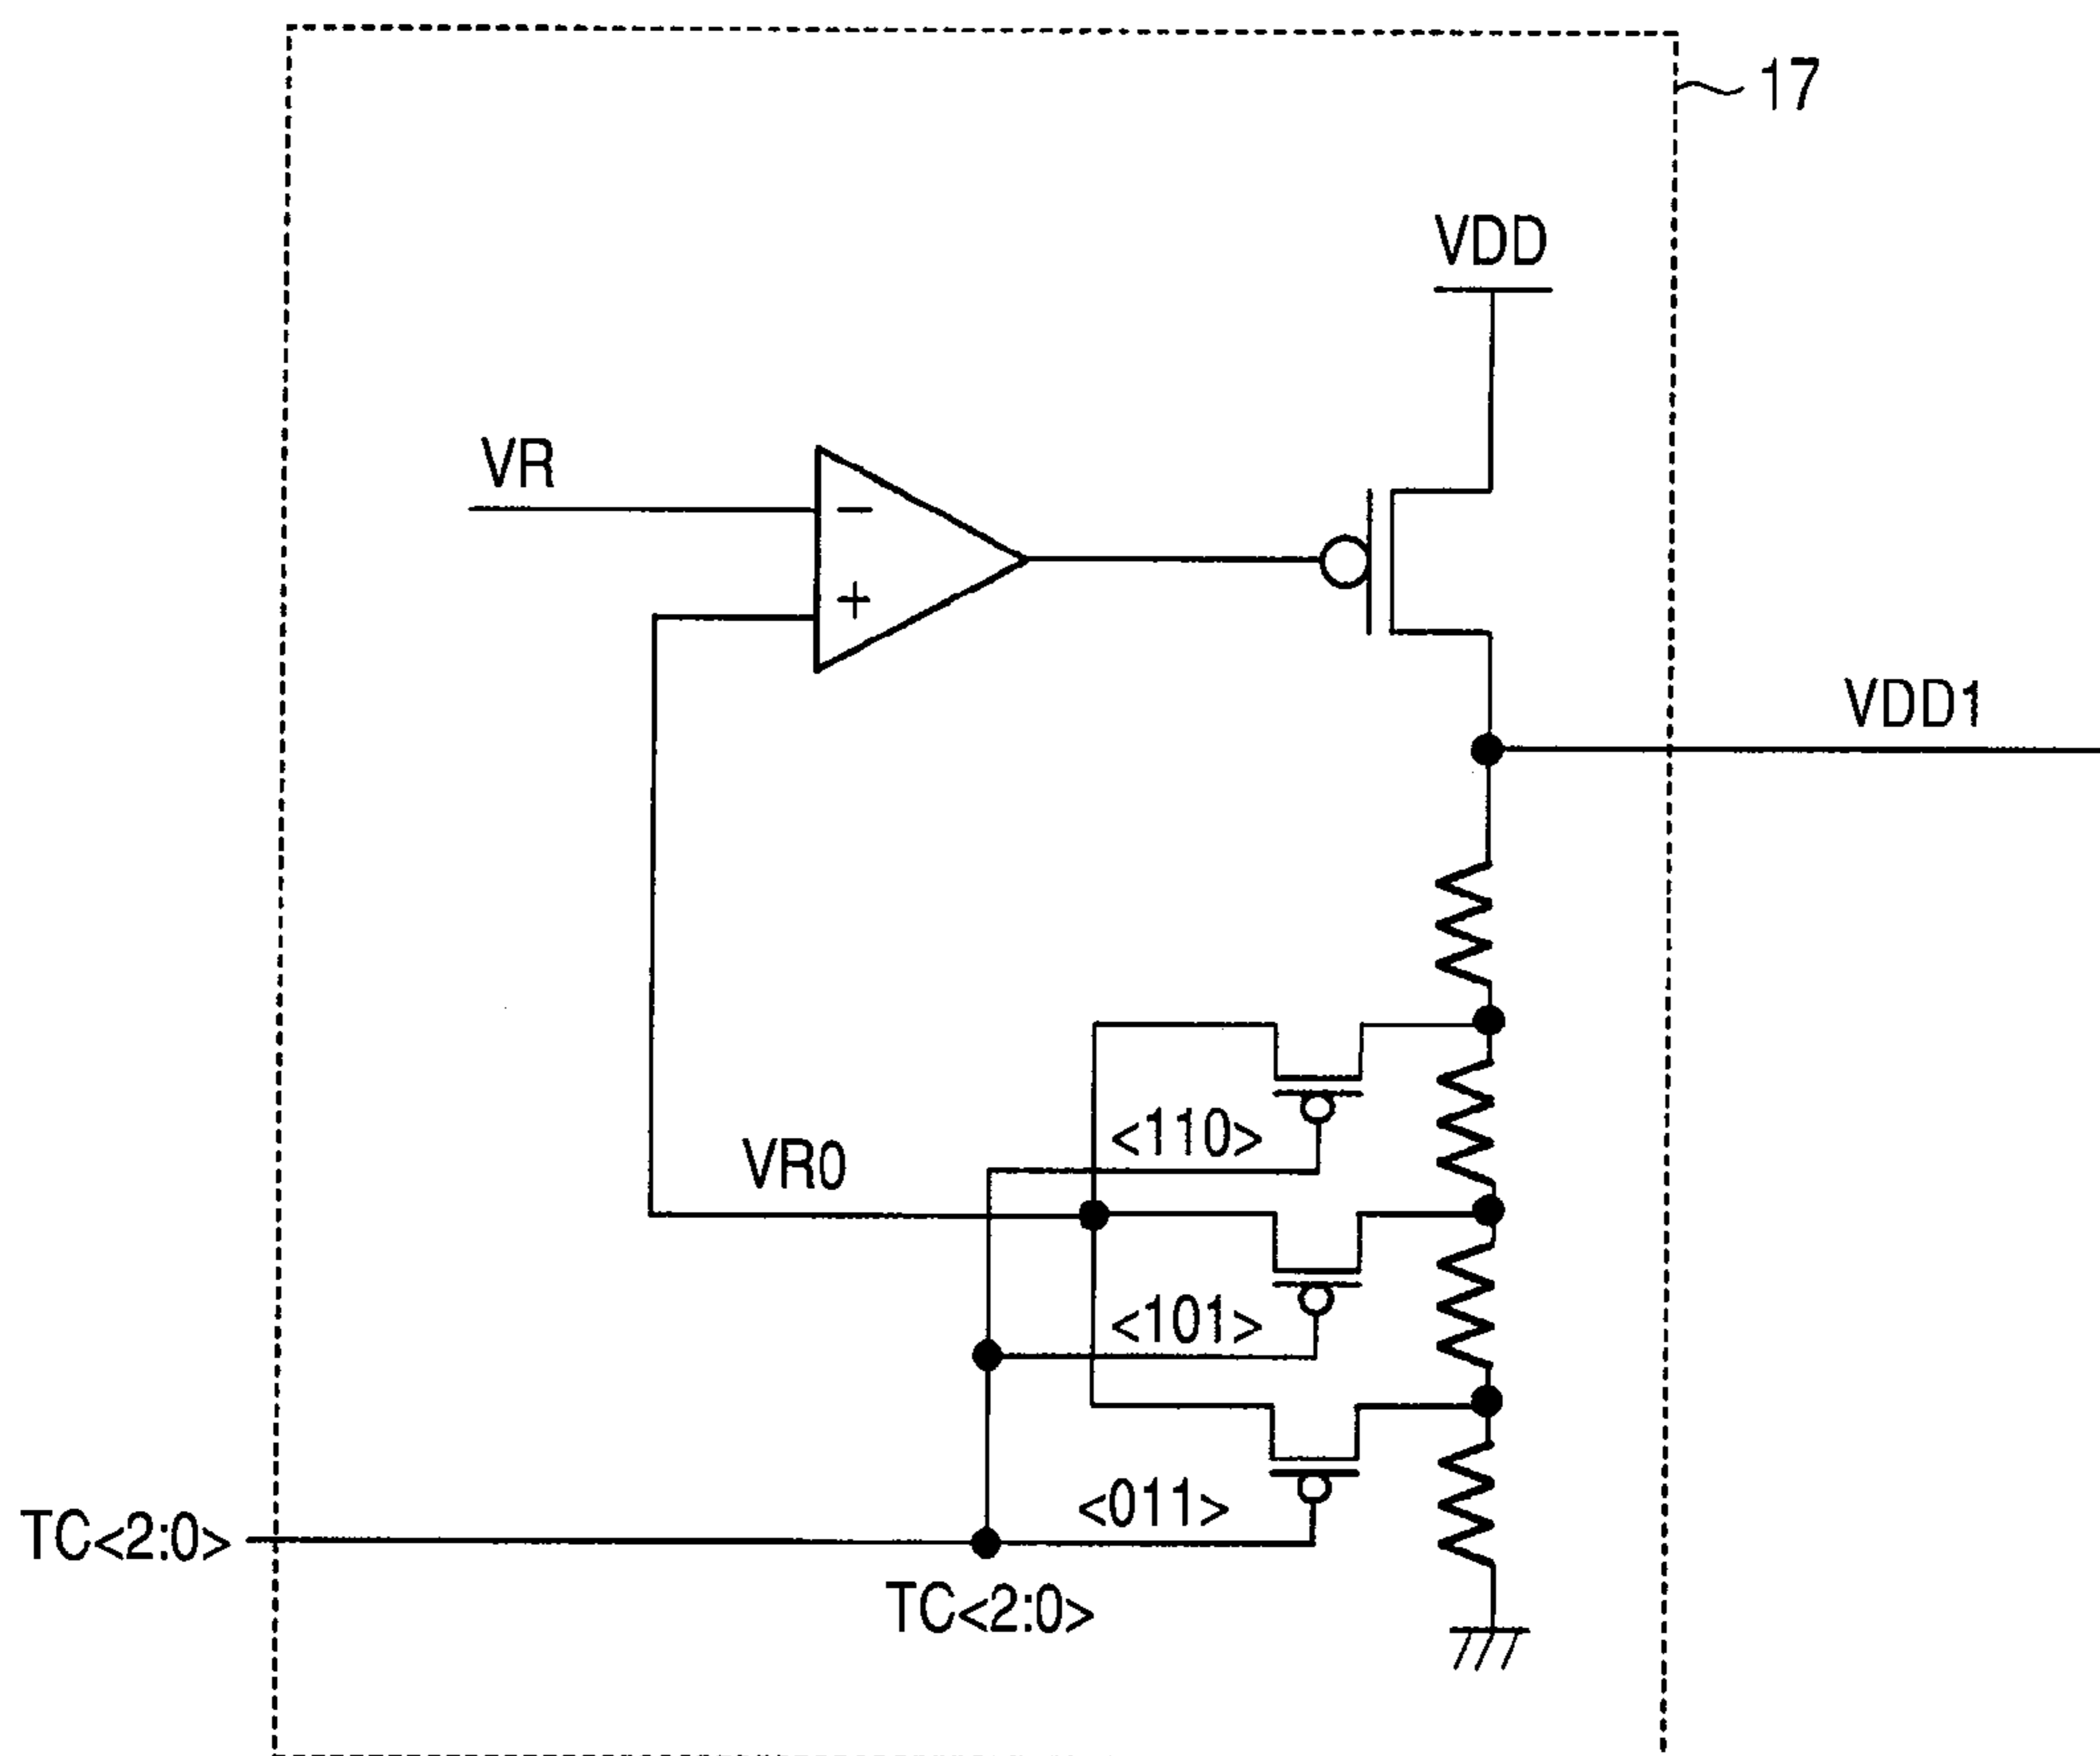 17
VDD
VR
−
+
VDD1
<110>
VR0
<101>
<011>
TC<2:0>
TC<2:0>